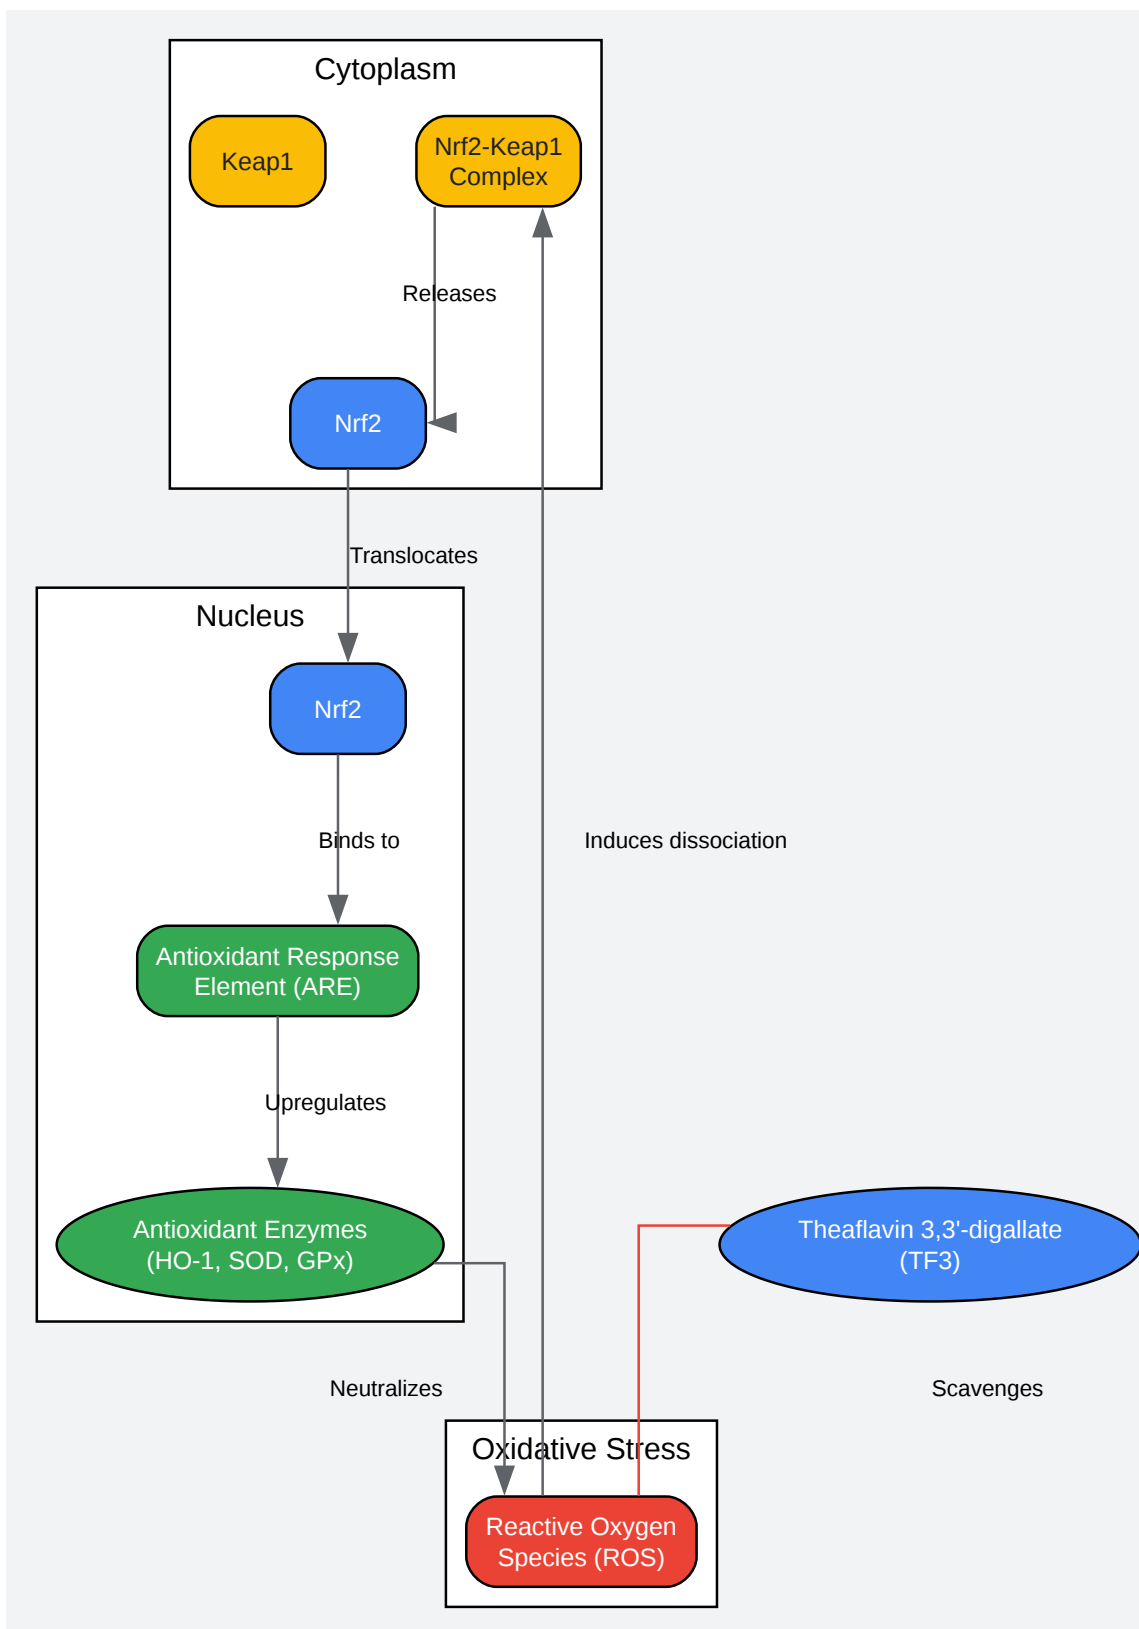 Cytoplasm
Keap1
Nrf2-Keap1
Complex
Releases
Nrf2
Translocates
Nucleus
Nrf2
Binds to
Induces dissociation
Antioxidant Response
Element (ARE)
Upregulates
Antioxidant Enzymes
(HO-1, SOD, GPx)
Theaflavin 3,3'-digallate
(TF3)
Neutralizes
Scavenges
Oxidative Stress
Reactive Oxygen
Species (ROS)